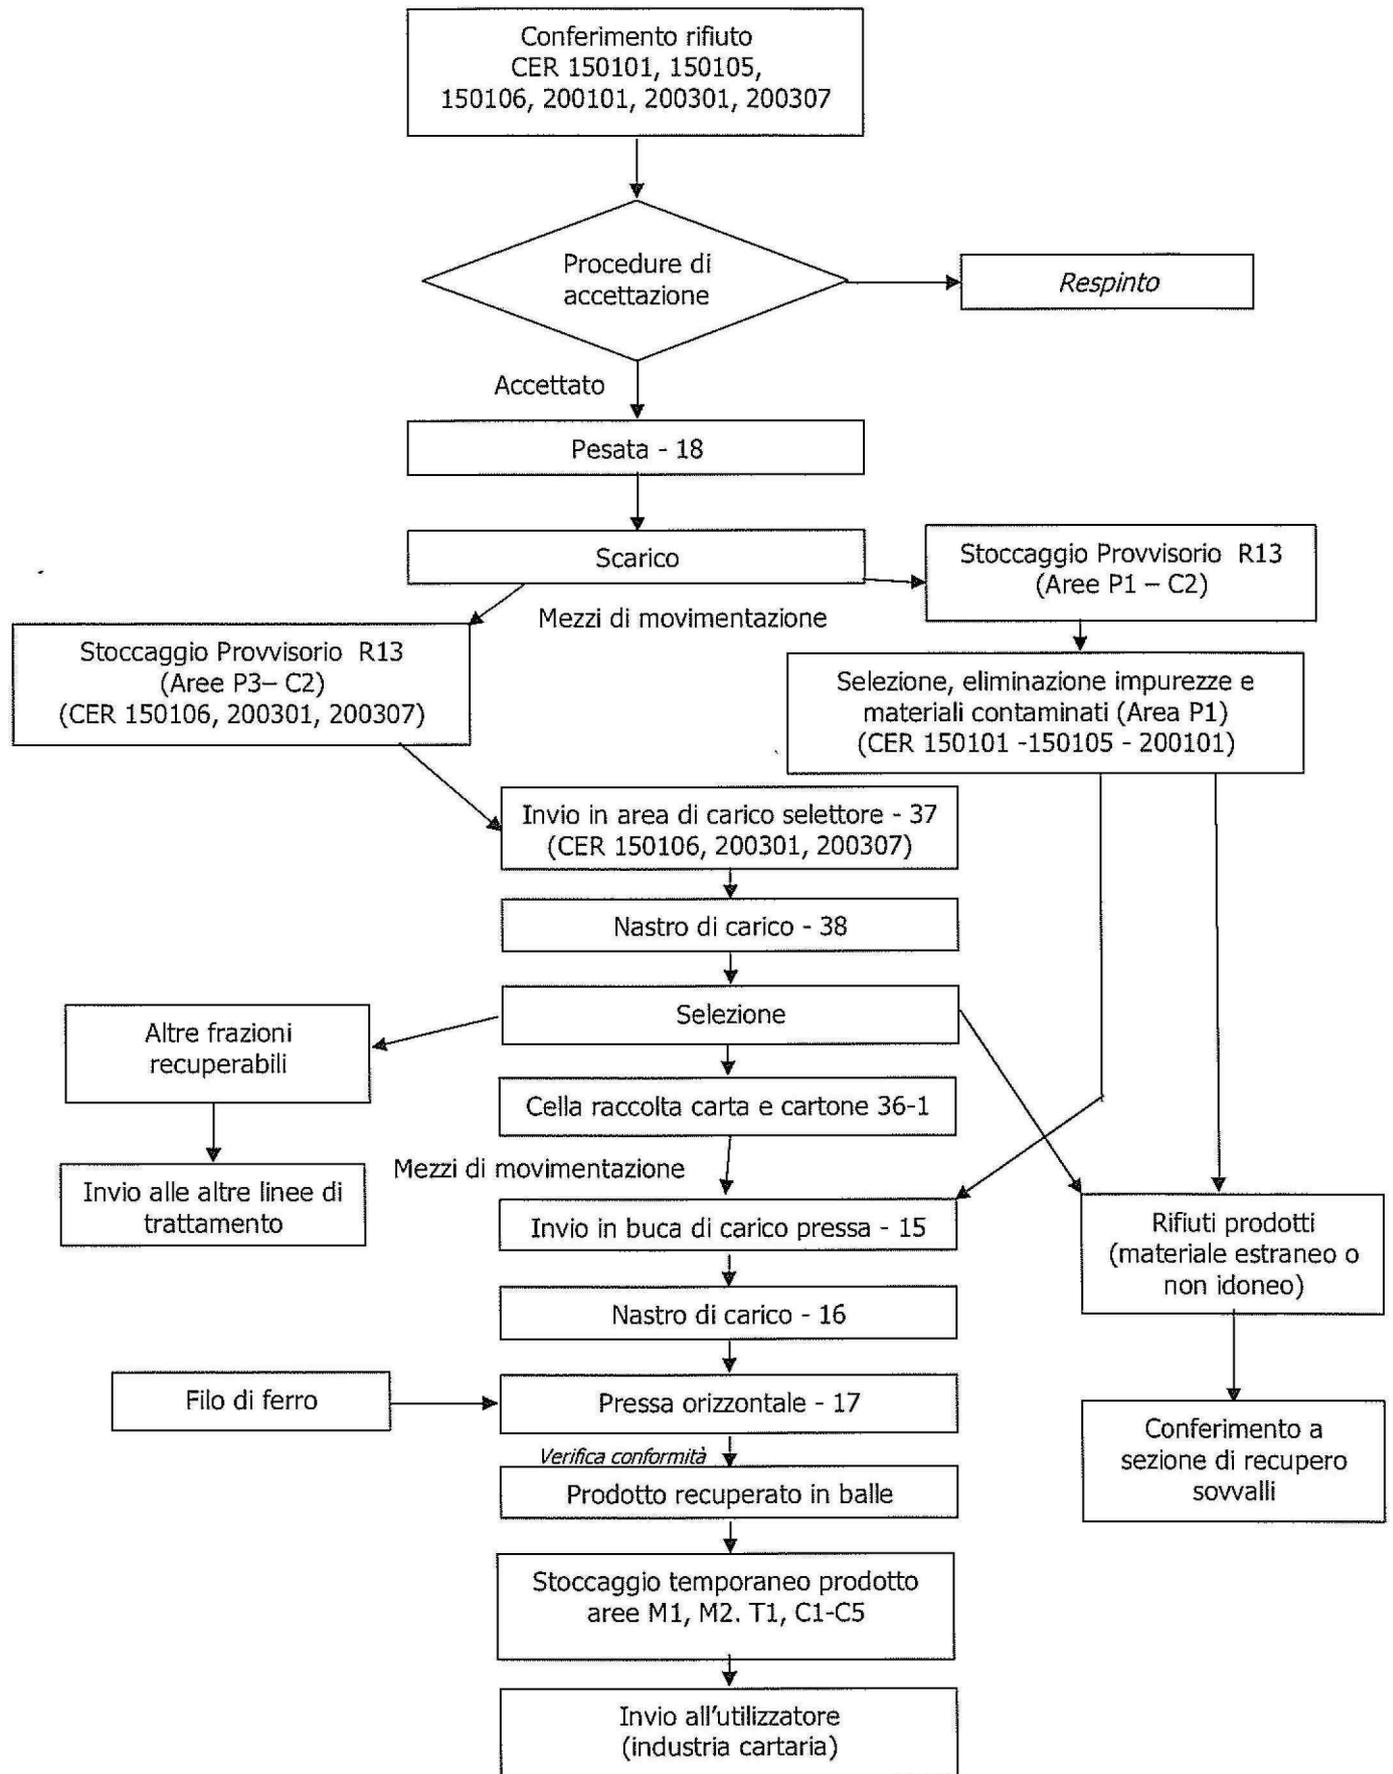 Conferimento rifiuto
CER 150101, 150105,
150106, 200101, 200301, 200307
Procedure di
accettazione
Respinto
Accettato
Pesata - 18
Scarico
Stoccaggio Provvisorio R13
(Aree P1 – C2)
Mezzi di movimentazione
Stoccaggio Provvisorio R13
(Aree P3– C2)
(CER 150106, 200301, 200307)
Selezione, eliminazione impurezze e
materiali contaminati (Area P1)
(CER 150101 -150105 - 200101)
Invio in area di carico selettore - 37
(CER 150106, 200301, 200307)
Nastro di carico - 38
Selezione
Altre frazioni
recuperabili
Cella raccolta carta e cartone 36-1
Mezzi di movimentazione
Invio alle altre linee di
trattamento
Invio in buca di carico pressa - 15
Rifiuti prodotti
(materiale estraneo o
non idoneo)
Nastro di carico - 16
Filo di ferro
Pressa orizzontale - 17
Conferimento a
sezione di recupero
sovvalli
Verifica conformità
Prodotto recuperato in balle
Stoccaggio temporaneo prodotto
aree M1, M2. T1, C1-C5
Invio all'utilizzatore
(industria cartaria)